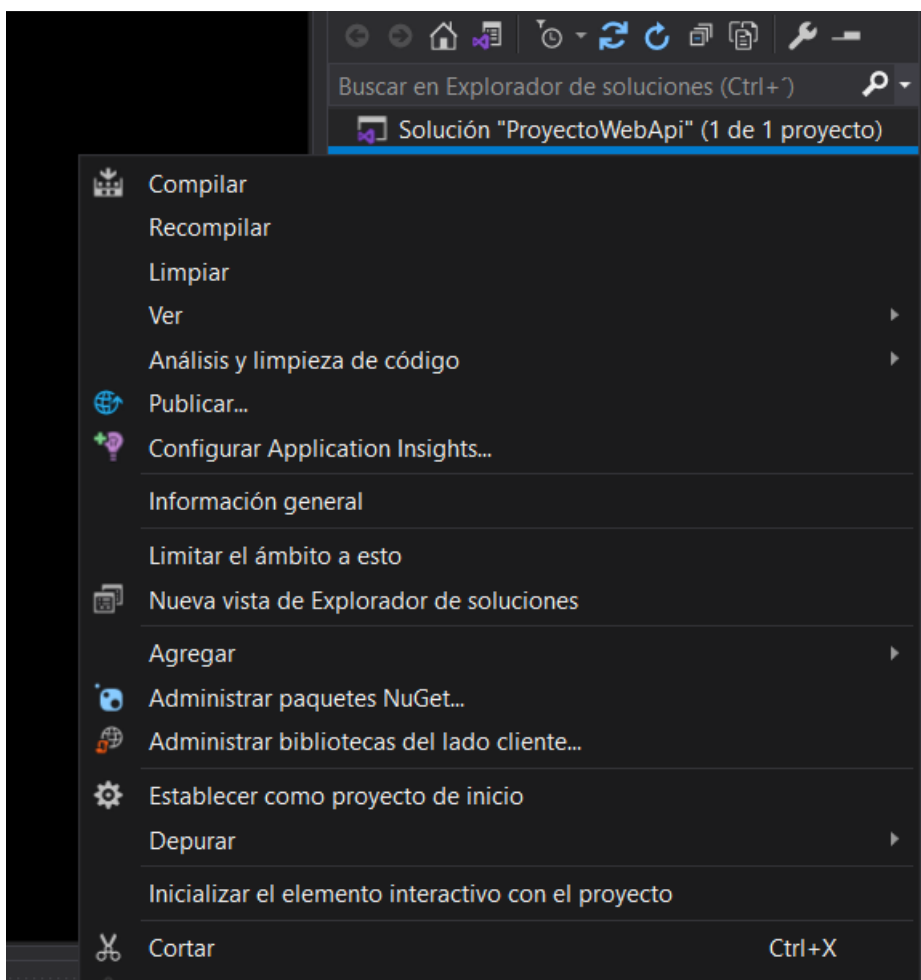 Buscar en Explorador de soluciones (Ctrl+´)
Solución "ProyectoWebApi" (1 de 1 proyecto)
Compilar
Recompilar
Limpiar
Ver
Análisis y limpieza de código
Publicar...
Configurar Application Insights...
Información general
Limitar el ámbito a esto
Nueva vista de Explorador de soluciones
Agregar
Administrar paquetes NuGet...
Administrar bibliotecas del lado cliente...
Establecer como proyecto de inicio
Depurar
Inicializar el elemento interactivo con el proyecto
Cortar Ctrl+X